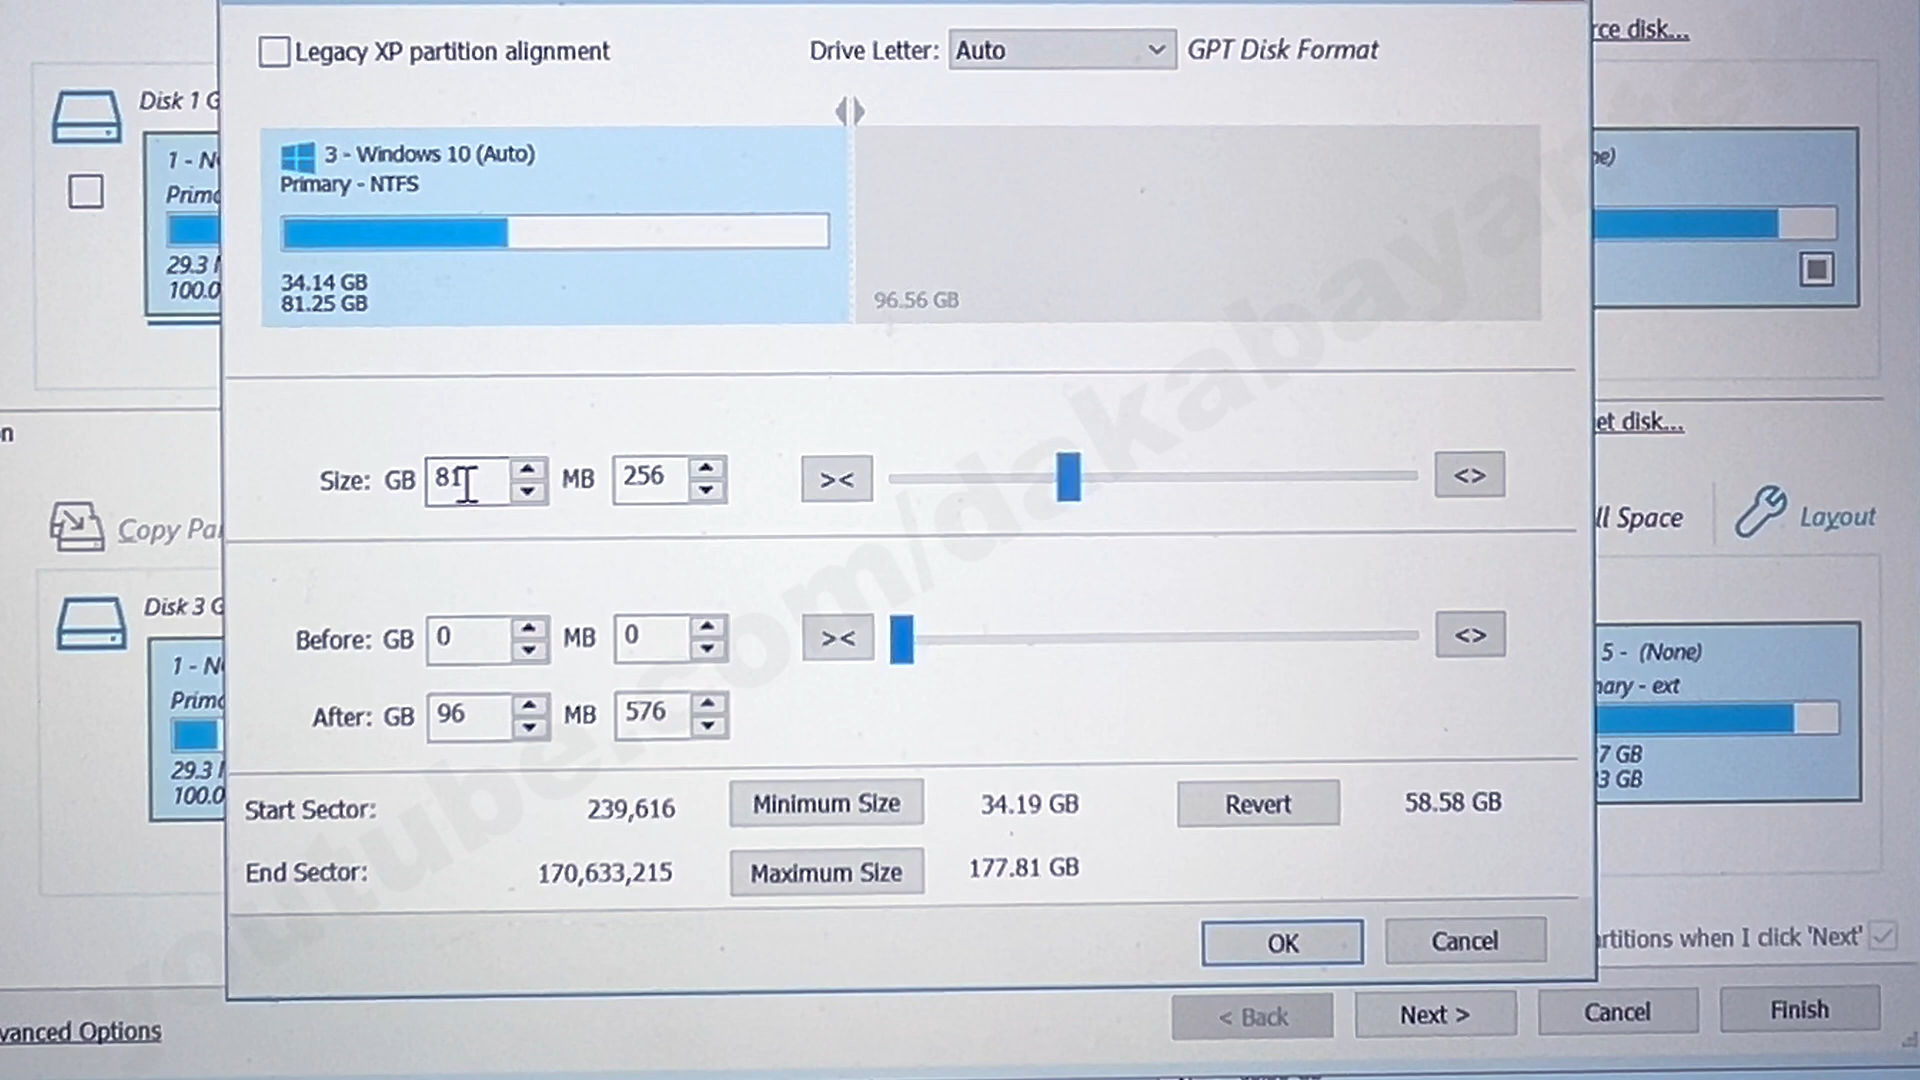 rce disk...
Legacy XP partition alignment
Drive Letter: Auto GPT Disk Format
Disk 1 G
1 - N
Prim
29.3
100.0
3 - Windows 10 (Auto)
Primary - NTFS
34.14 GB
81.25 GB
96.56 GB
ne)
n
et disk...
Size: GB 81 MB 256 >< <>
Copy Pa
ll Space
Layout
Disk 3 G
1 - N
Prim
29.3
100.0
Before: GB 0 MB 0 >< <>
After: GB 96 MB 576
5 - (None)
ary - ext
7 GB
3 GB
Start Sector: 239,616 Minimum Size 34.19 GB Revert 58.58 GB
End Sector: 170,633,215 Maximum Size 177.81 GB
OK Cancel
artitions when I click 'Next'
vanced Options
< Back Next > Cancel Finish